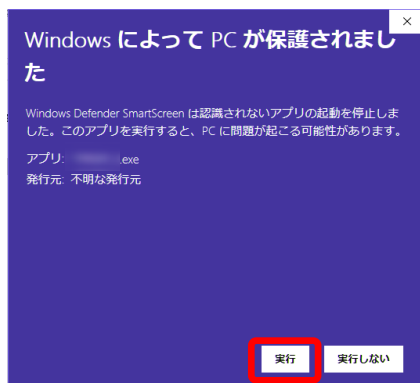 Windows によって PC が保護されまし
た
Windows Defender SmartScreen は認識されないアプリの起動を停止しま
した。このアプリを実行すると、PC に問題が起こる可能性があります。
アプリ: .exe
発行元: 不明な発行元
実行 実行しない